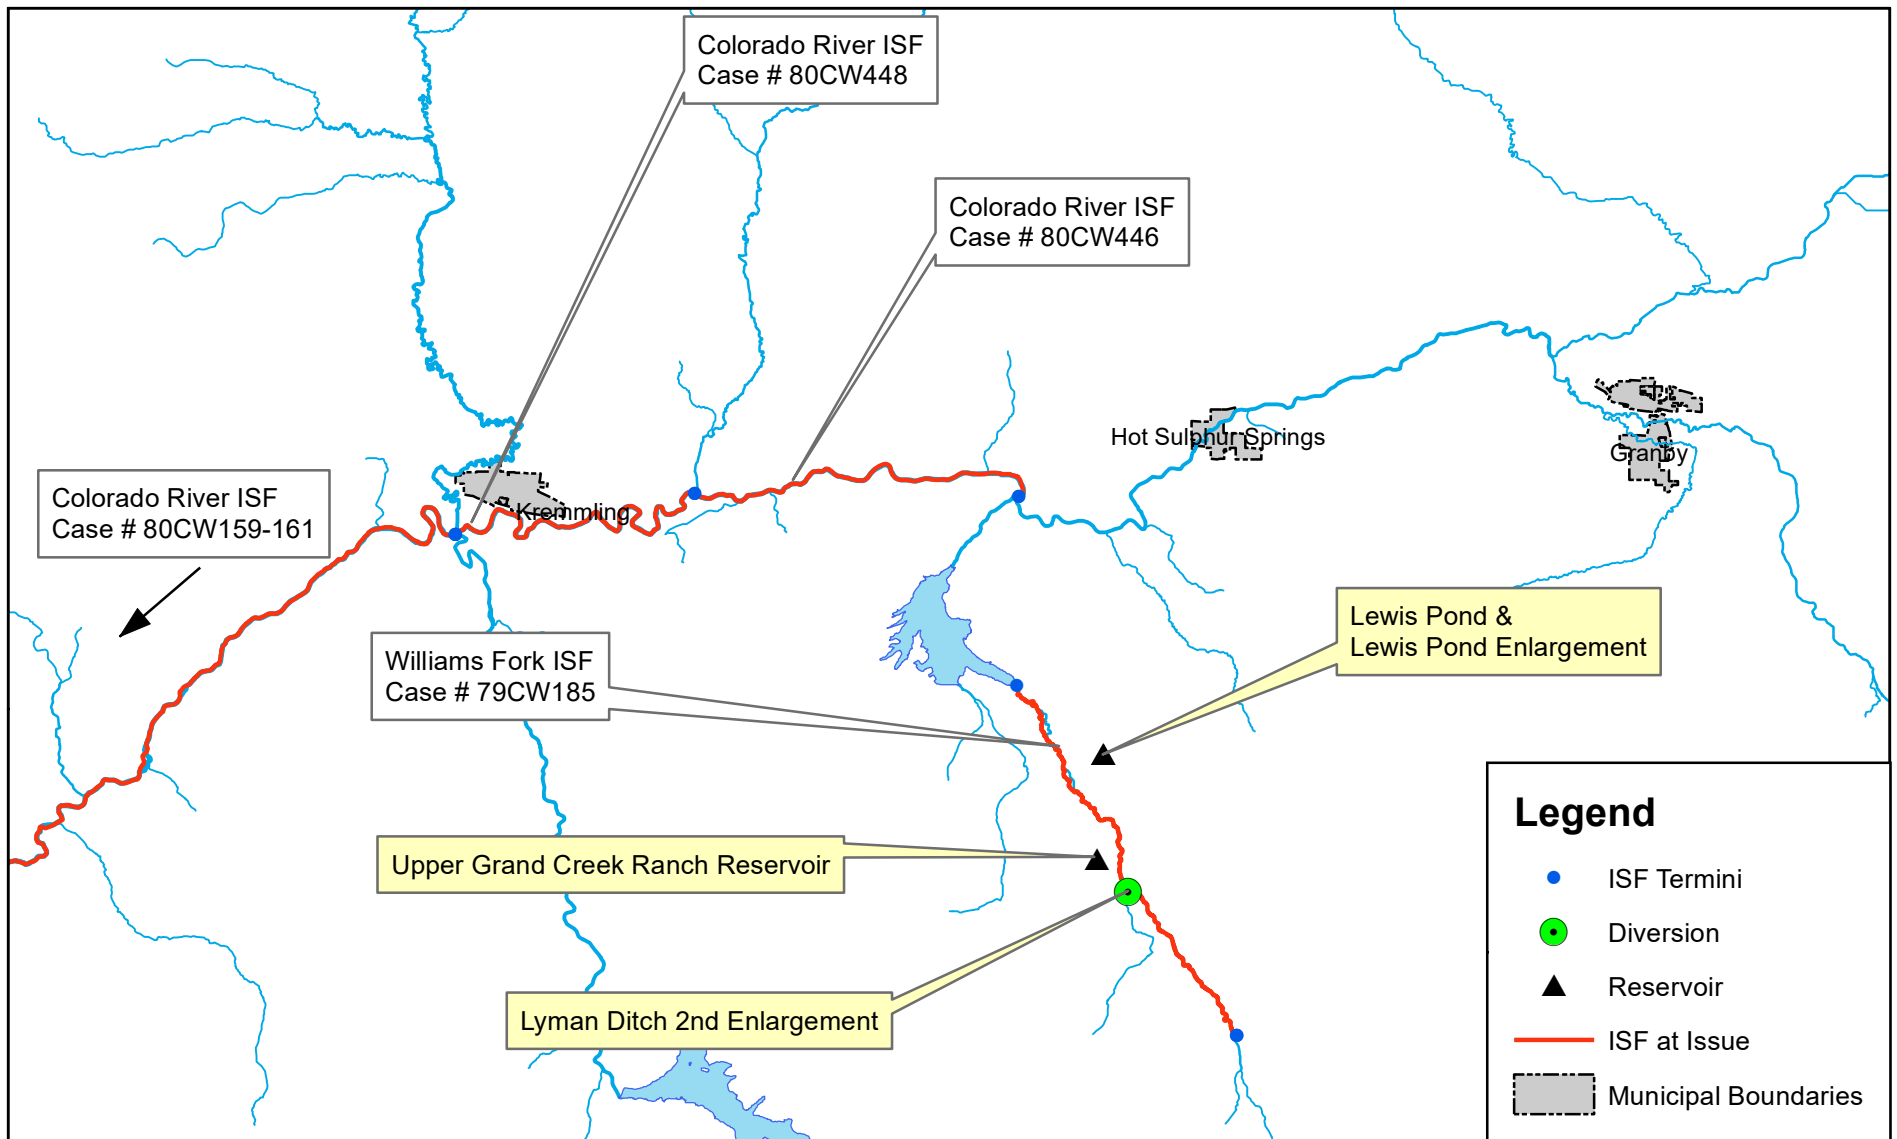 Colorado River ISF
Case # 80CW448
Colorado River ISF
Case # 80CW446
Hot Sulphur Springs
Granby
Colorado River ISF
Case # 80CW159-161
Kremmling
Lewis Pond &
Lewis Pond Enlargement
Williams Fork ISF
Case # 79CW185
Upper Grand Creek Ranch Reservoir
Lyman Ditch 2nd Enlargement
Legend
ISF Termini
Diversion
Reservoir
ISF at Issue
Municipal Boundaries